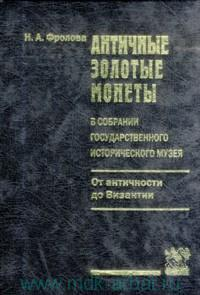 Н. А. Фролова
АНТИЧНЫЕ
ЗОЛОТЫЕ
МОНЕТЫ
В СОБРАНИИ
ГОСУДАРСТВЕННОГО
ИСТОРИЧЕСКОГО МУЗЕЯ
От античности
до Византии